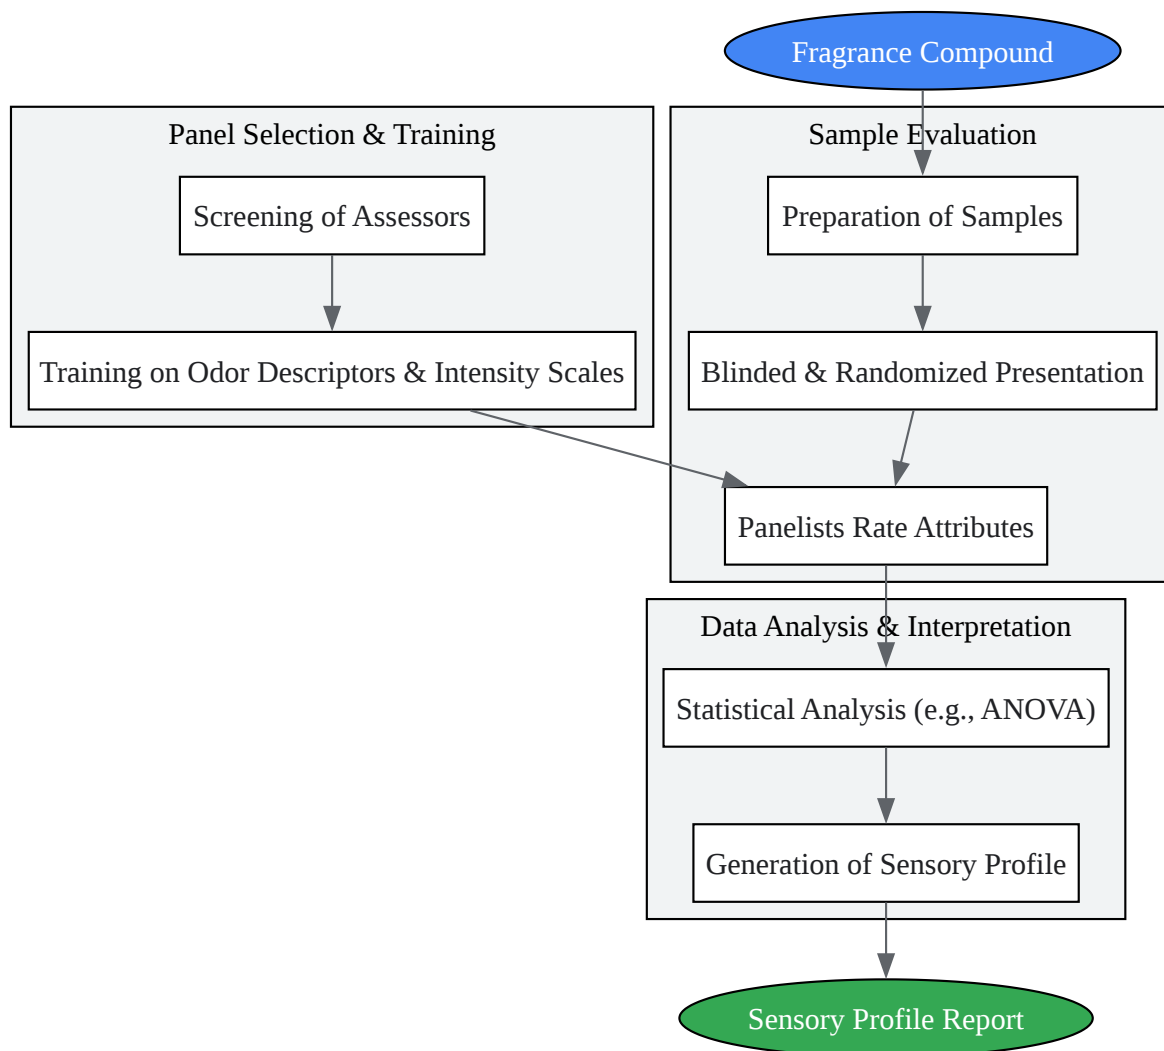 Fragrance Compound
Panel Selection & Training
Screening of Assessors
Training on Odor Descriptors & Intensity Scales
Sample Evaluation
Preparation of Samples
Blinded & Randomized Presentation
Panelists Rate Attributes
Data Analysis & Interpretation
Statistical Analysis (e.g., ANOVA)
Generation of Sensory Profile
Sensory Profile Report